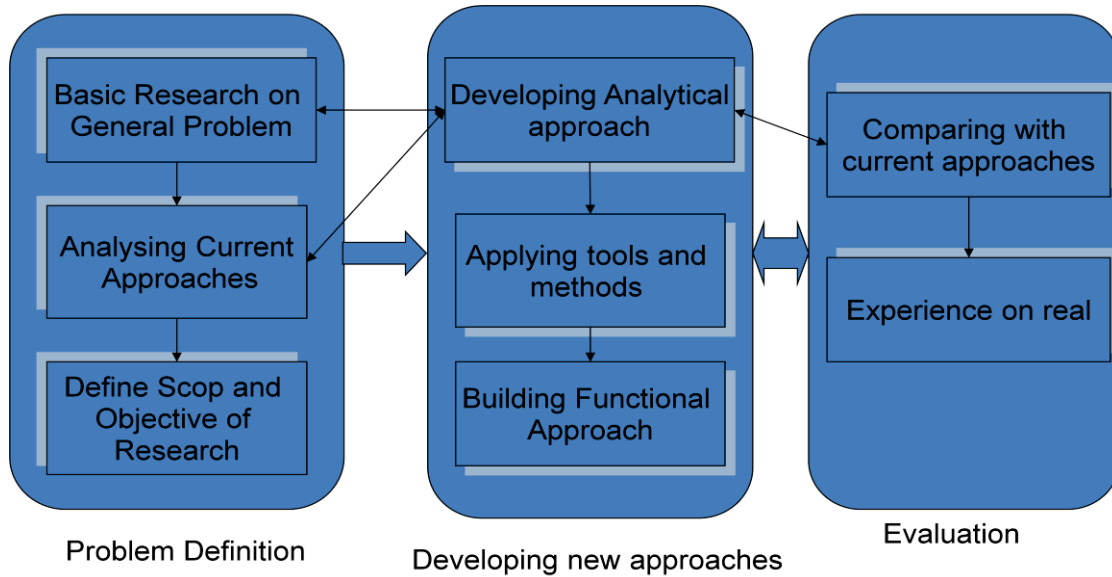 Basic Research on
General Problem
Analysing Current
Approaches
Define Scop and
Objective of
Research
Problem Definition
Developing Analytical
approach
Applying tools and
methods
Building Functional
Approach
Developing new approaches
Comparing with
current approaches
Experience on real
Evaluation